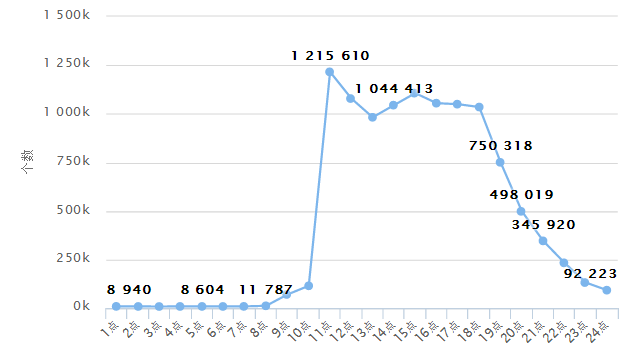 1 500k
1 250k
1 000k
750k
500k
250k
0k
个数
1 215 610
1 044 413
750 318
498 019
345 920
92 223
8 940
8 604
11 787
1点
2点
3点
4点
5点
6点
7点
8点
9点
10点
11点
12点
13点
14点
15点
16点
17点
18点
19点
20点
21点
22点
23点
24点